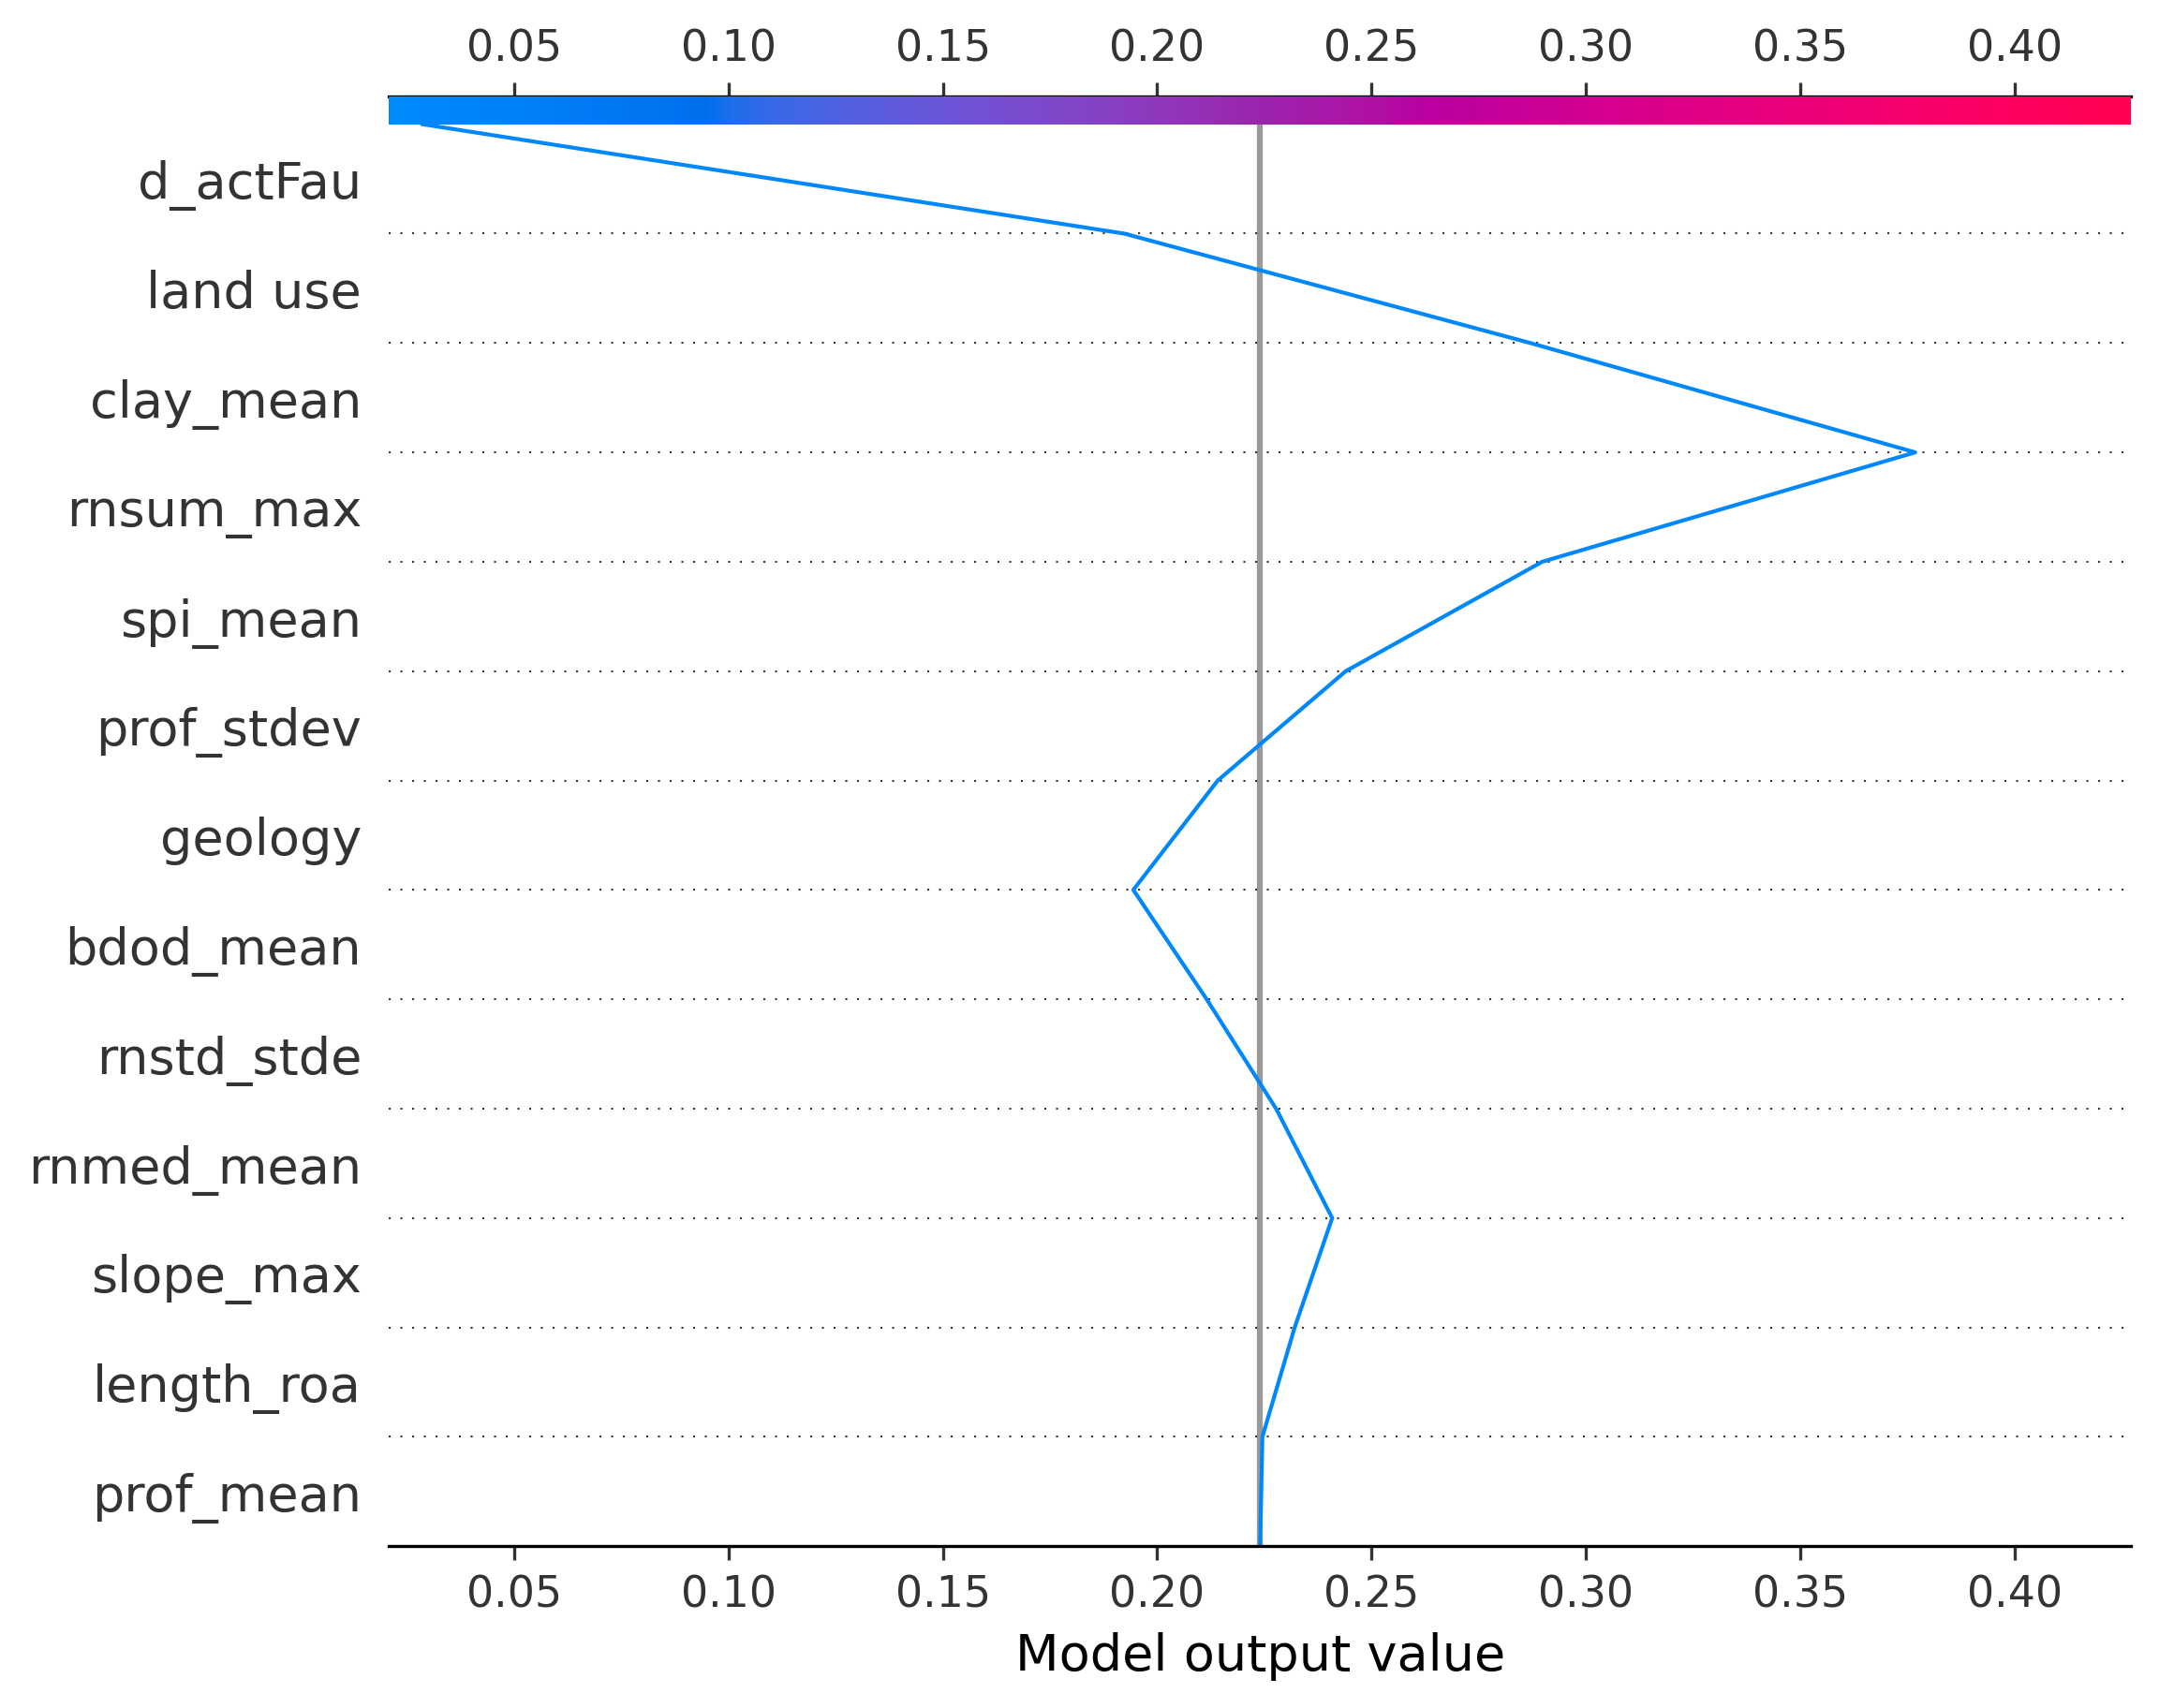 0.05 0.10 0.15 0.20 0.25 0.30 0.35 0.40
d_actFau
land use
clay_mean
rnsum_max
spi_mean
prof_stdev
geology
bdod_mean
rnstd_stde
rnmed_mean
slope_max
length_roa
prof_mean
0.05 0.10 0.15 0.20 0.25 0.30 0.35 0.40
Model output value